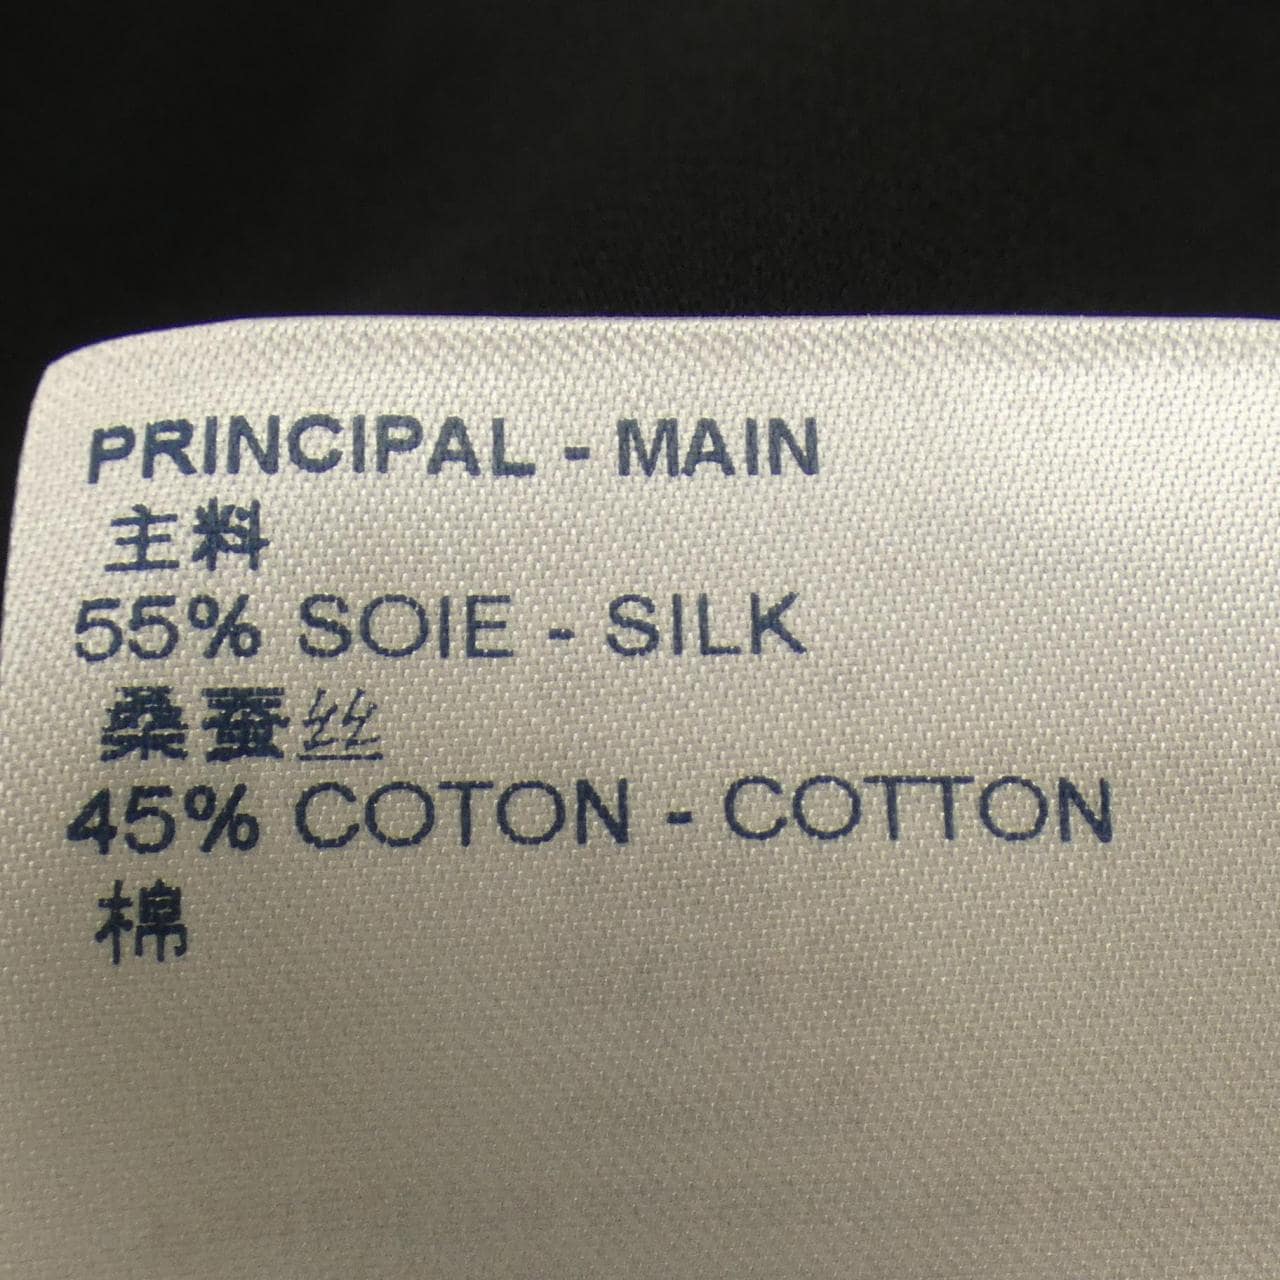 PRINCIPAL - MAIN
主料
55% SOIE - SILK
桑蚕丝
45% COTON - COTTON
棉